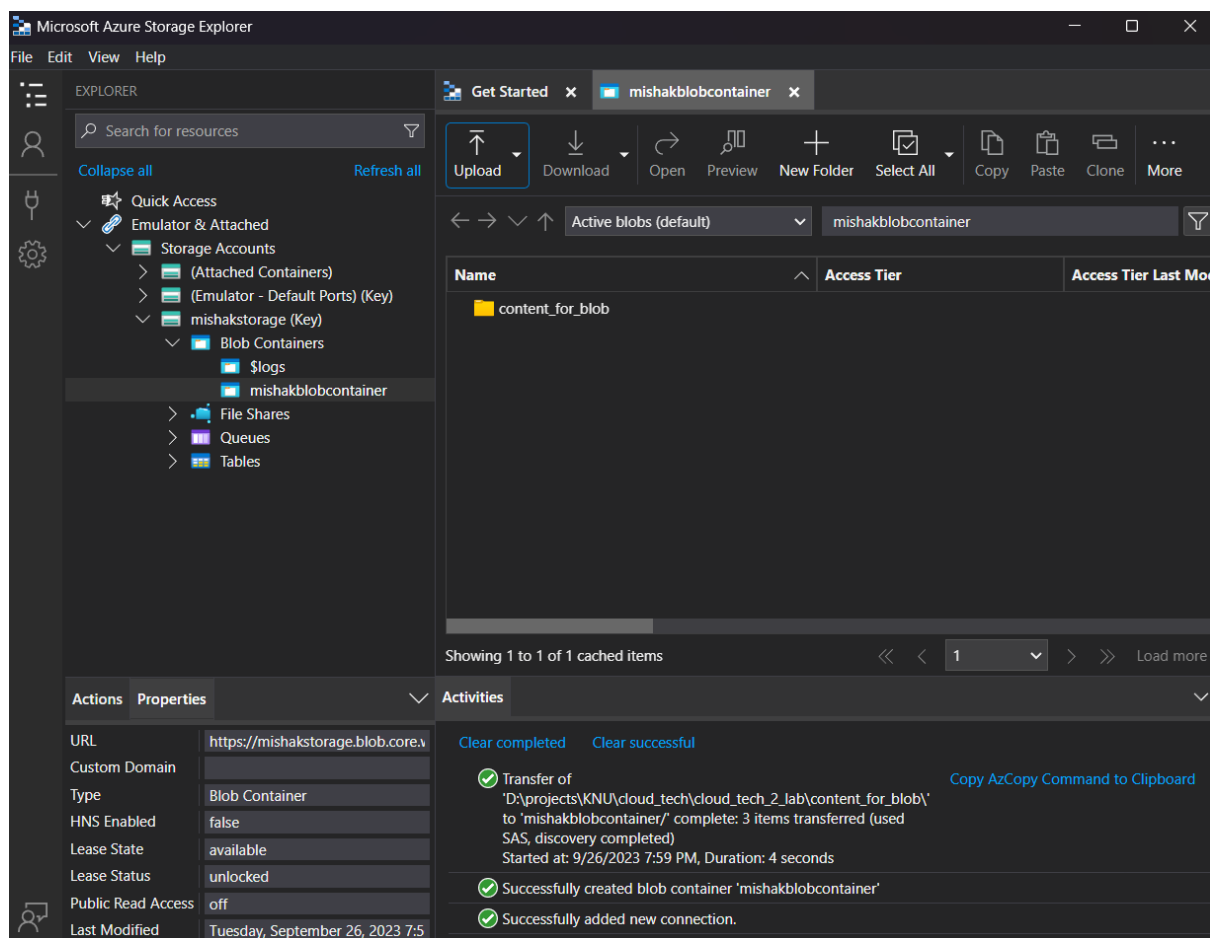 Microsoft Azure Storage Explorer
File Edit View Help
EXPLORER
Search for resources
Collapse all Refresh all
Quick Access
Emulator & Attached
Storage Accounts
(Attached Containers)
(Emulator - Default Ports) (Key)
mishakstorage (Key)
Blob Containers
$logs
mishakblobcontainer
File Shares
Queues
Tables
Get Started mishakblobcontainer
Upload Download Open Preview New Folder Select All Copy Paste Clone More
Active blobs (default) mishakblobcontainer
Name Access Tier Access Tier Last Mo
content_for_blob
Showing 1 to 1 of 1 cached items 1 Load more
Actions Properties
URL https://mishakstorage.blob.core.w
Custom Domain
Type Blob Container
HNS Enabled false
Lease State available
Lease Status unlocked
Public Read Access off
Last Modified Tuesday, September 26, 2023 7:5
Activities
Clear completed Clear successful
Transfer of Copy AzCopy Command to Clipboard
'D:\projects\KNU\cloud_tech\cloud_tech_2_lab\content_for_blob\'
to 'mishakblobcontainer/' complete: 3 items transferred (used
SAS, discovery completed)
Started at: 9/26/2023 7:59 PM, Duration: 4 seconds
Successfully created blob container 'mishakblobcontainer'
Successfully added new connection.